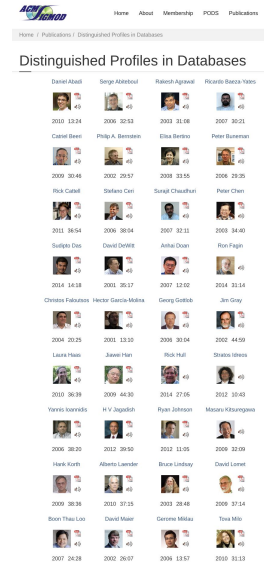 ACM
SIGMOD
Home About Membership PODS Publications
Home / Publications / Distinguished Profiles in Databases
Distinguished Profiles in Databases
Daniel Abadi Serge Abiteboul Rakesh Agrawal Ricardo Baeza-Yates
2010 13:24 2006 32:53 2003 31:08 2007 30:21
Catriel Beeri Philip A. Bernstein Elisa Bertino Peter Buneman
2009 30:46 2002 29:57 2008 33:55 2006 29:35
Rick Cattell Stefano Ceri Surajit Chaudhuri Peter Chen
2011 36:54 2006 38:04 2007 32:11 2003 34:40
Sudipto Das David DeWitt Anhai Doan Ron Fagin
2014 14:18 2001 35:17 2007 12:02 2014 31:14
Christos Faloutsos Hector Garcia-Molina Georg Gottlob Jim Gray
2004 20:25 2001 13:10 2006 30:04 2002 44:59
Laura Haas Jiawei Han Rick Hull Stratos Idreos
2010 36:39 2009 44:30 2014 27:05 2012 10:43
Yannis Ioannidis H V Jagadish Ryan Johnson Masaru Kitsuregawa
2006 38:20 2012 39:50 2012 11:05 2009 32:09
Hank Korth Alberto Laender Bruce Lindsay David Lomet
2009 38:36 2010 37:15 2003 28:48 2009 37:14
Boon Thau Loo David Maier Gerome Miklau Tova Milo
2007 24:28 2002 26:07 2006 13:57 2010 31:13